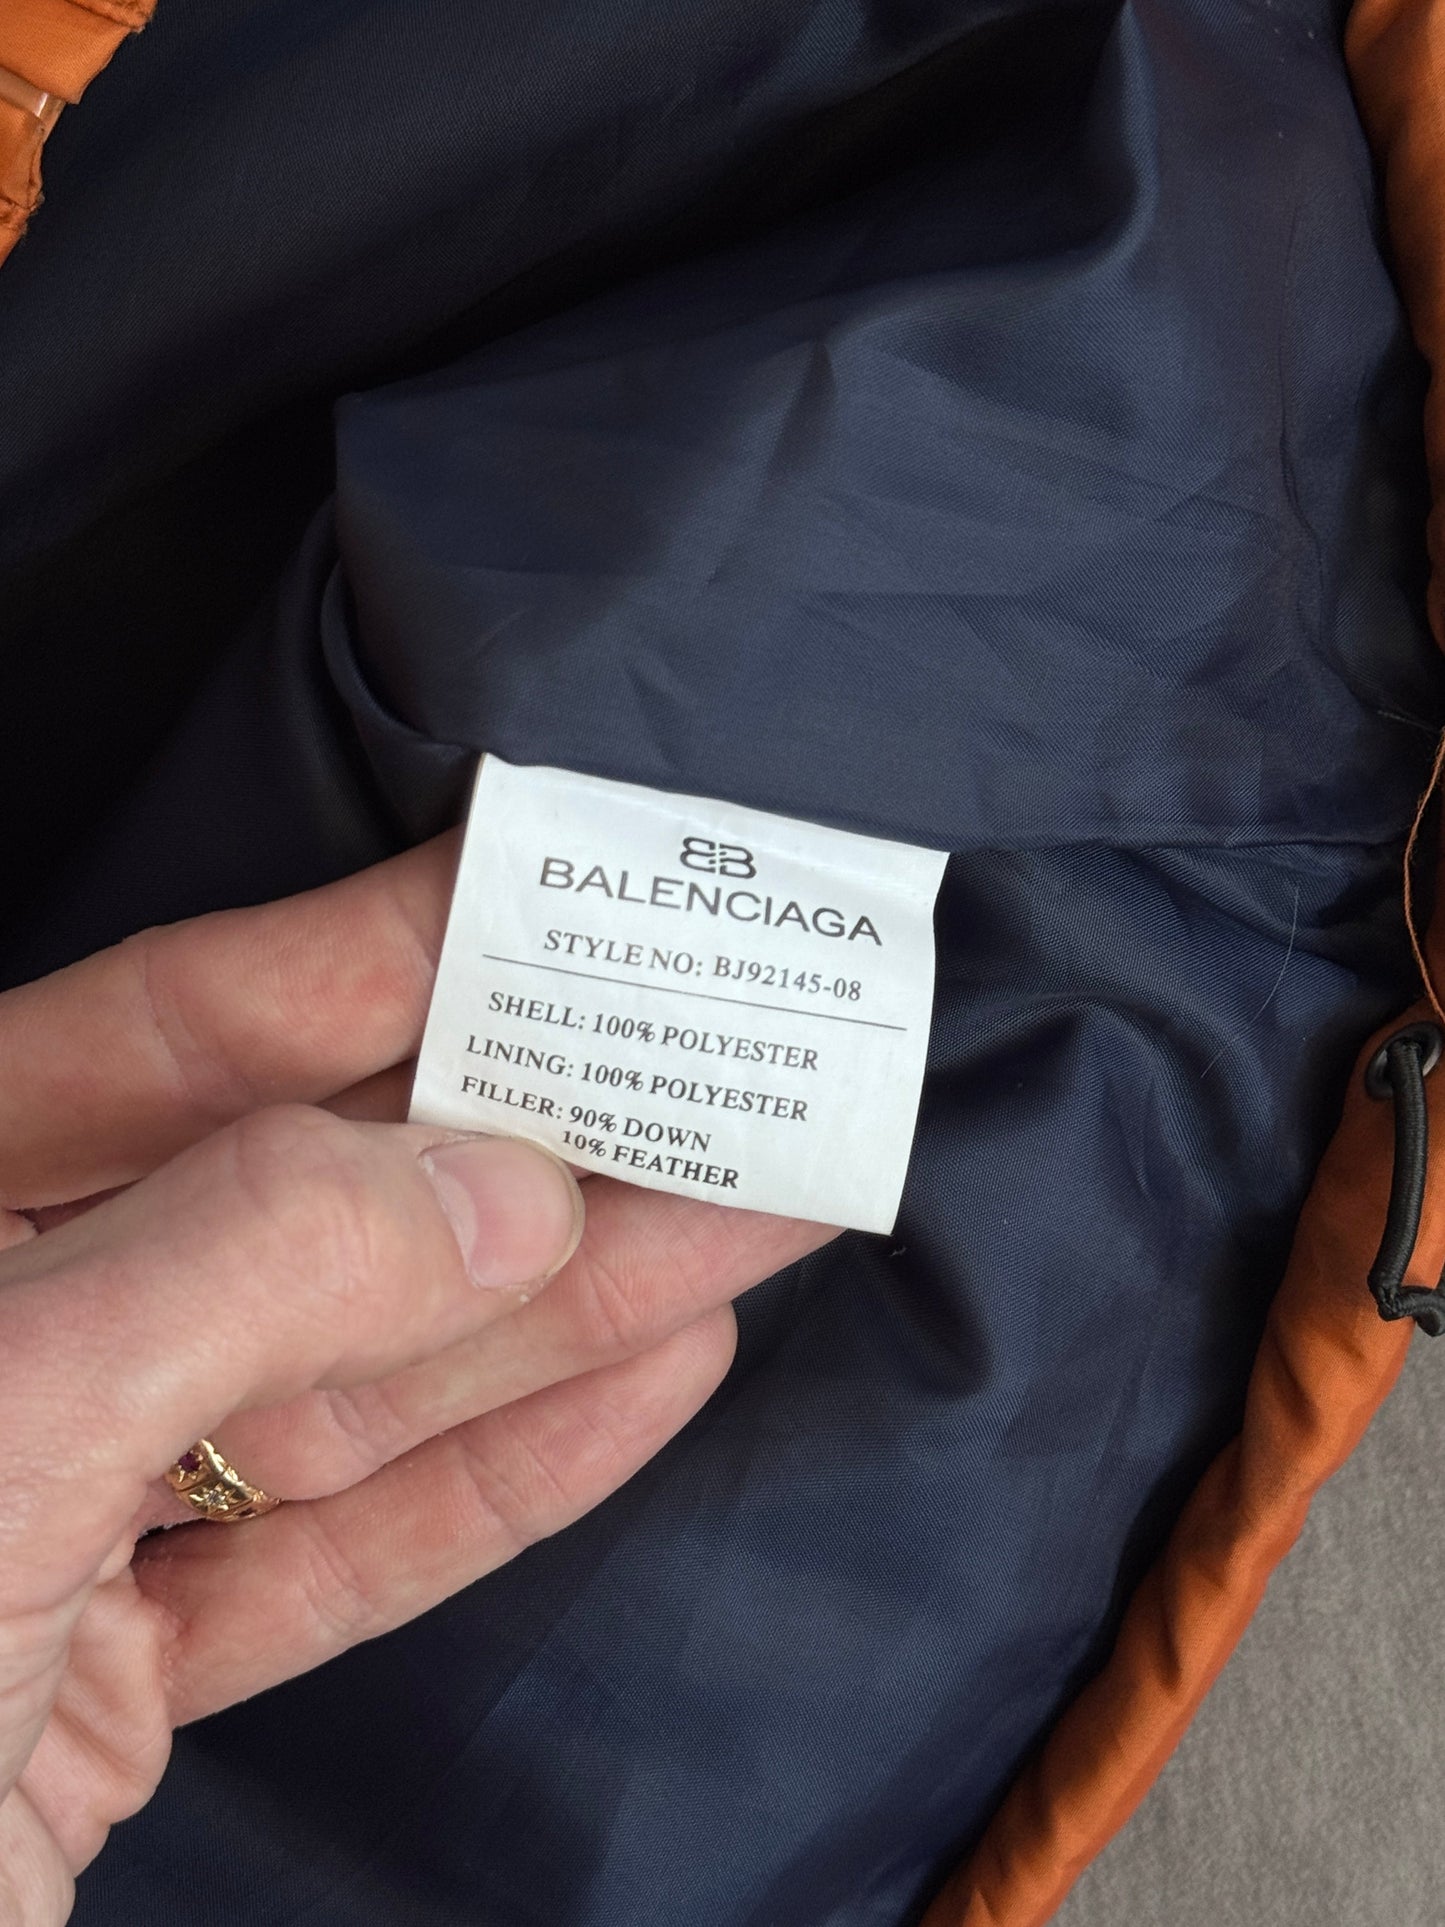 BB
BALENCIAGA
STYLE NO: BJ92145-08
SHELL: 100% POLYESTER
LINING: 100% POLYESTER
FILLER: 90% DOWN
10% FEATHER